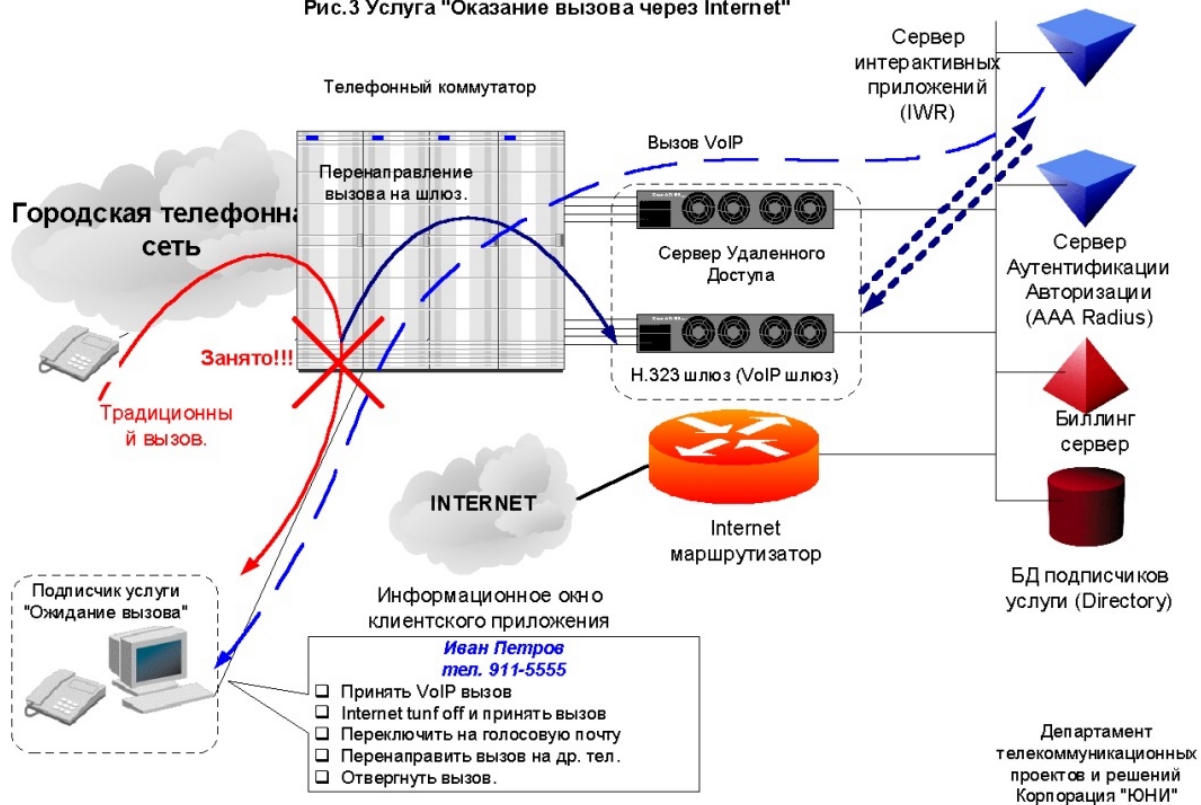 Рис.3 Услуга "Оказание вызова через Internet"
Сервер
интерактивных
приложений
(IWR)
Телефонный коммутатор
Вызов VoIP
Перенаправление
вызова на шлюз.
Городская телефонна
сеть
Сервер Удаленного
Доступа
Сервер
Аутентификации
Авторизации
(AAA Radius)
Занято!!!
H.323 шлюз (VoIP шлюз)
Традиционны
й вызов.
Биллинг
сервер
INTERNET
Internet
маршрутизатор
БД подписчиков
услуги (Directory)
Подписчик услуги
"Ожидание вызова"
Информационное окно
клиентского приложения
Иван Петров
тел. 911-5555
Принять VoIP вызов
Internet tunf off и принять вызов
Переключить на голосовую почту
Перенаправить вызов на др. тел.
Отвергнуть вызов.
Департамент
телекоммуникационных
проектов и решений
Корпорация "ЮНИ"